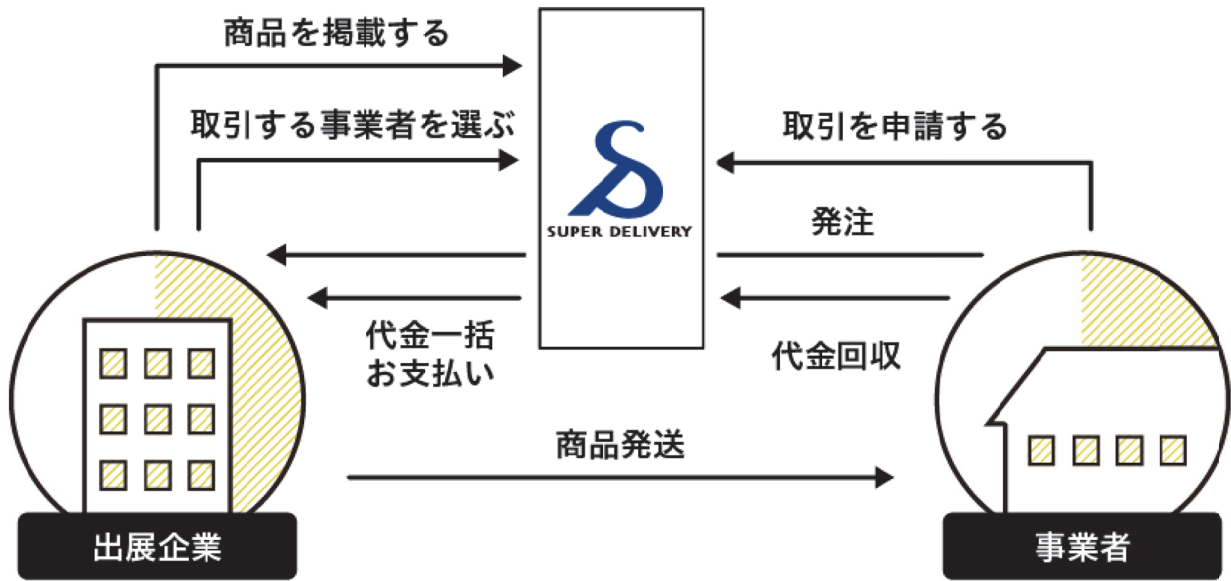 商品を掲載する
取引する事業者を選ぶ
取引を申請する
SUPER DELIVERY
発注
代金一括
お支払い
代金回収
商品発送
出展企業
事業者